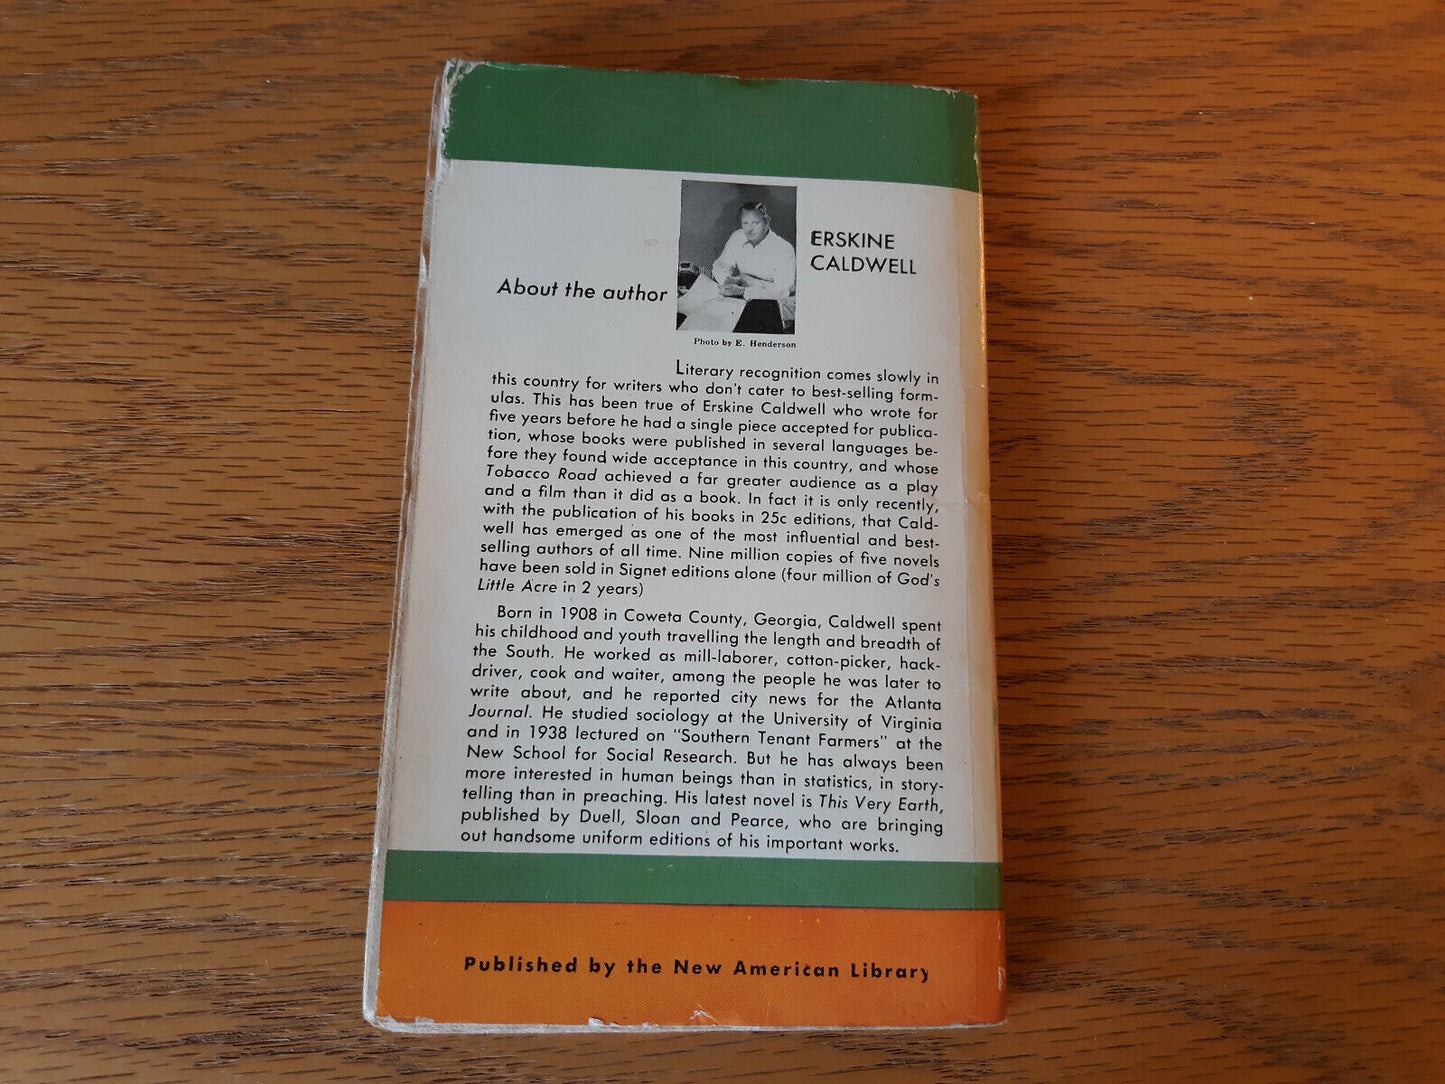 ERSKINE
CALDWELL
About the author
Photo by E. Henderson
Literary recognition comes slowly in
this country for writers who don't cater to best-selling form-
ulas. This has been true of Erskine Caldwell who wrote for
five years before he had a single piece accepted for publica-
tion, whose books were published in several languages be-
fore they found wide acceptance in this country, and whose
Tobacco Road achieved a far greater audience as a play
and a film than it did as a book. In fact it is only recently,
with the publication of his books in 25c editions, that Cald-
well has emerged as one of the most influential and best-
selling authors of all time. Nine million copies of five novels
have been sold in Signet editions alone (four million of God's
Little Acre in 2 years)
Born in 1908 in Coweta County, Georgia, Caldwell spent
his childhood and youth travelling the length and breadth of
the South. He worked as mill-laborer, cotton-picker, hack-
driver, cook and waiter, among the people he was later to
write about, and he reported city news for the Atlanta
Journal. He studied sociology at the University of Virginia
and in 1938 lectured on "Southern Tenant Farmers" at the
New School for Social Research. But he has always been
more interested in human beings than in statistics, in story-
telling than in preaching. His latest novel is This Very Earth,
published by Duell, Sloan and Pearce, who are bringing
out handsome uniform editions of his important works.
Published by the New American Library